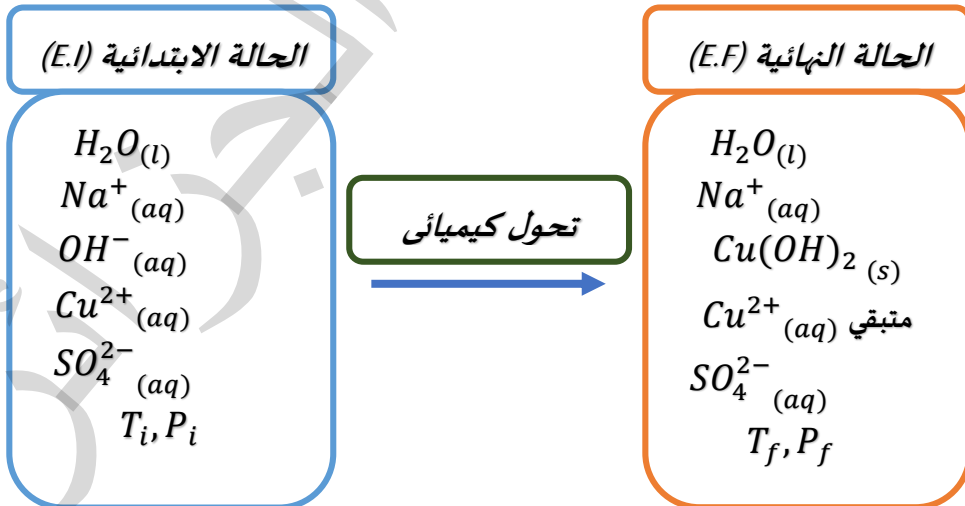 الحالة الابتدائية (E.I)
H₂O₍ₗ₎
Na⁺(aq)
OH⁻(aq)
Cu²⁺(aq)
SO₄²⁻(aq)
Tᵢ, Pᵢ
تحول كيميائى
الحالة النهائية (E.F)
H₂O₍ₗ₎
Na⁺(aq)
Cu(OH)₂ (s)
Cu²⁺(aq) متبقي
SO₄²⁻(aq)
T_f, P_f